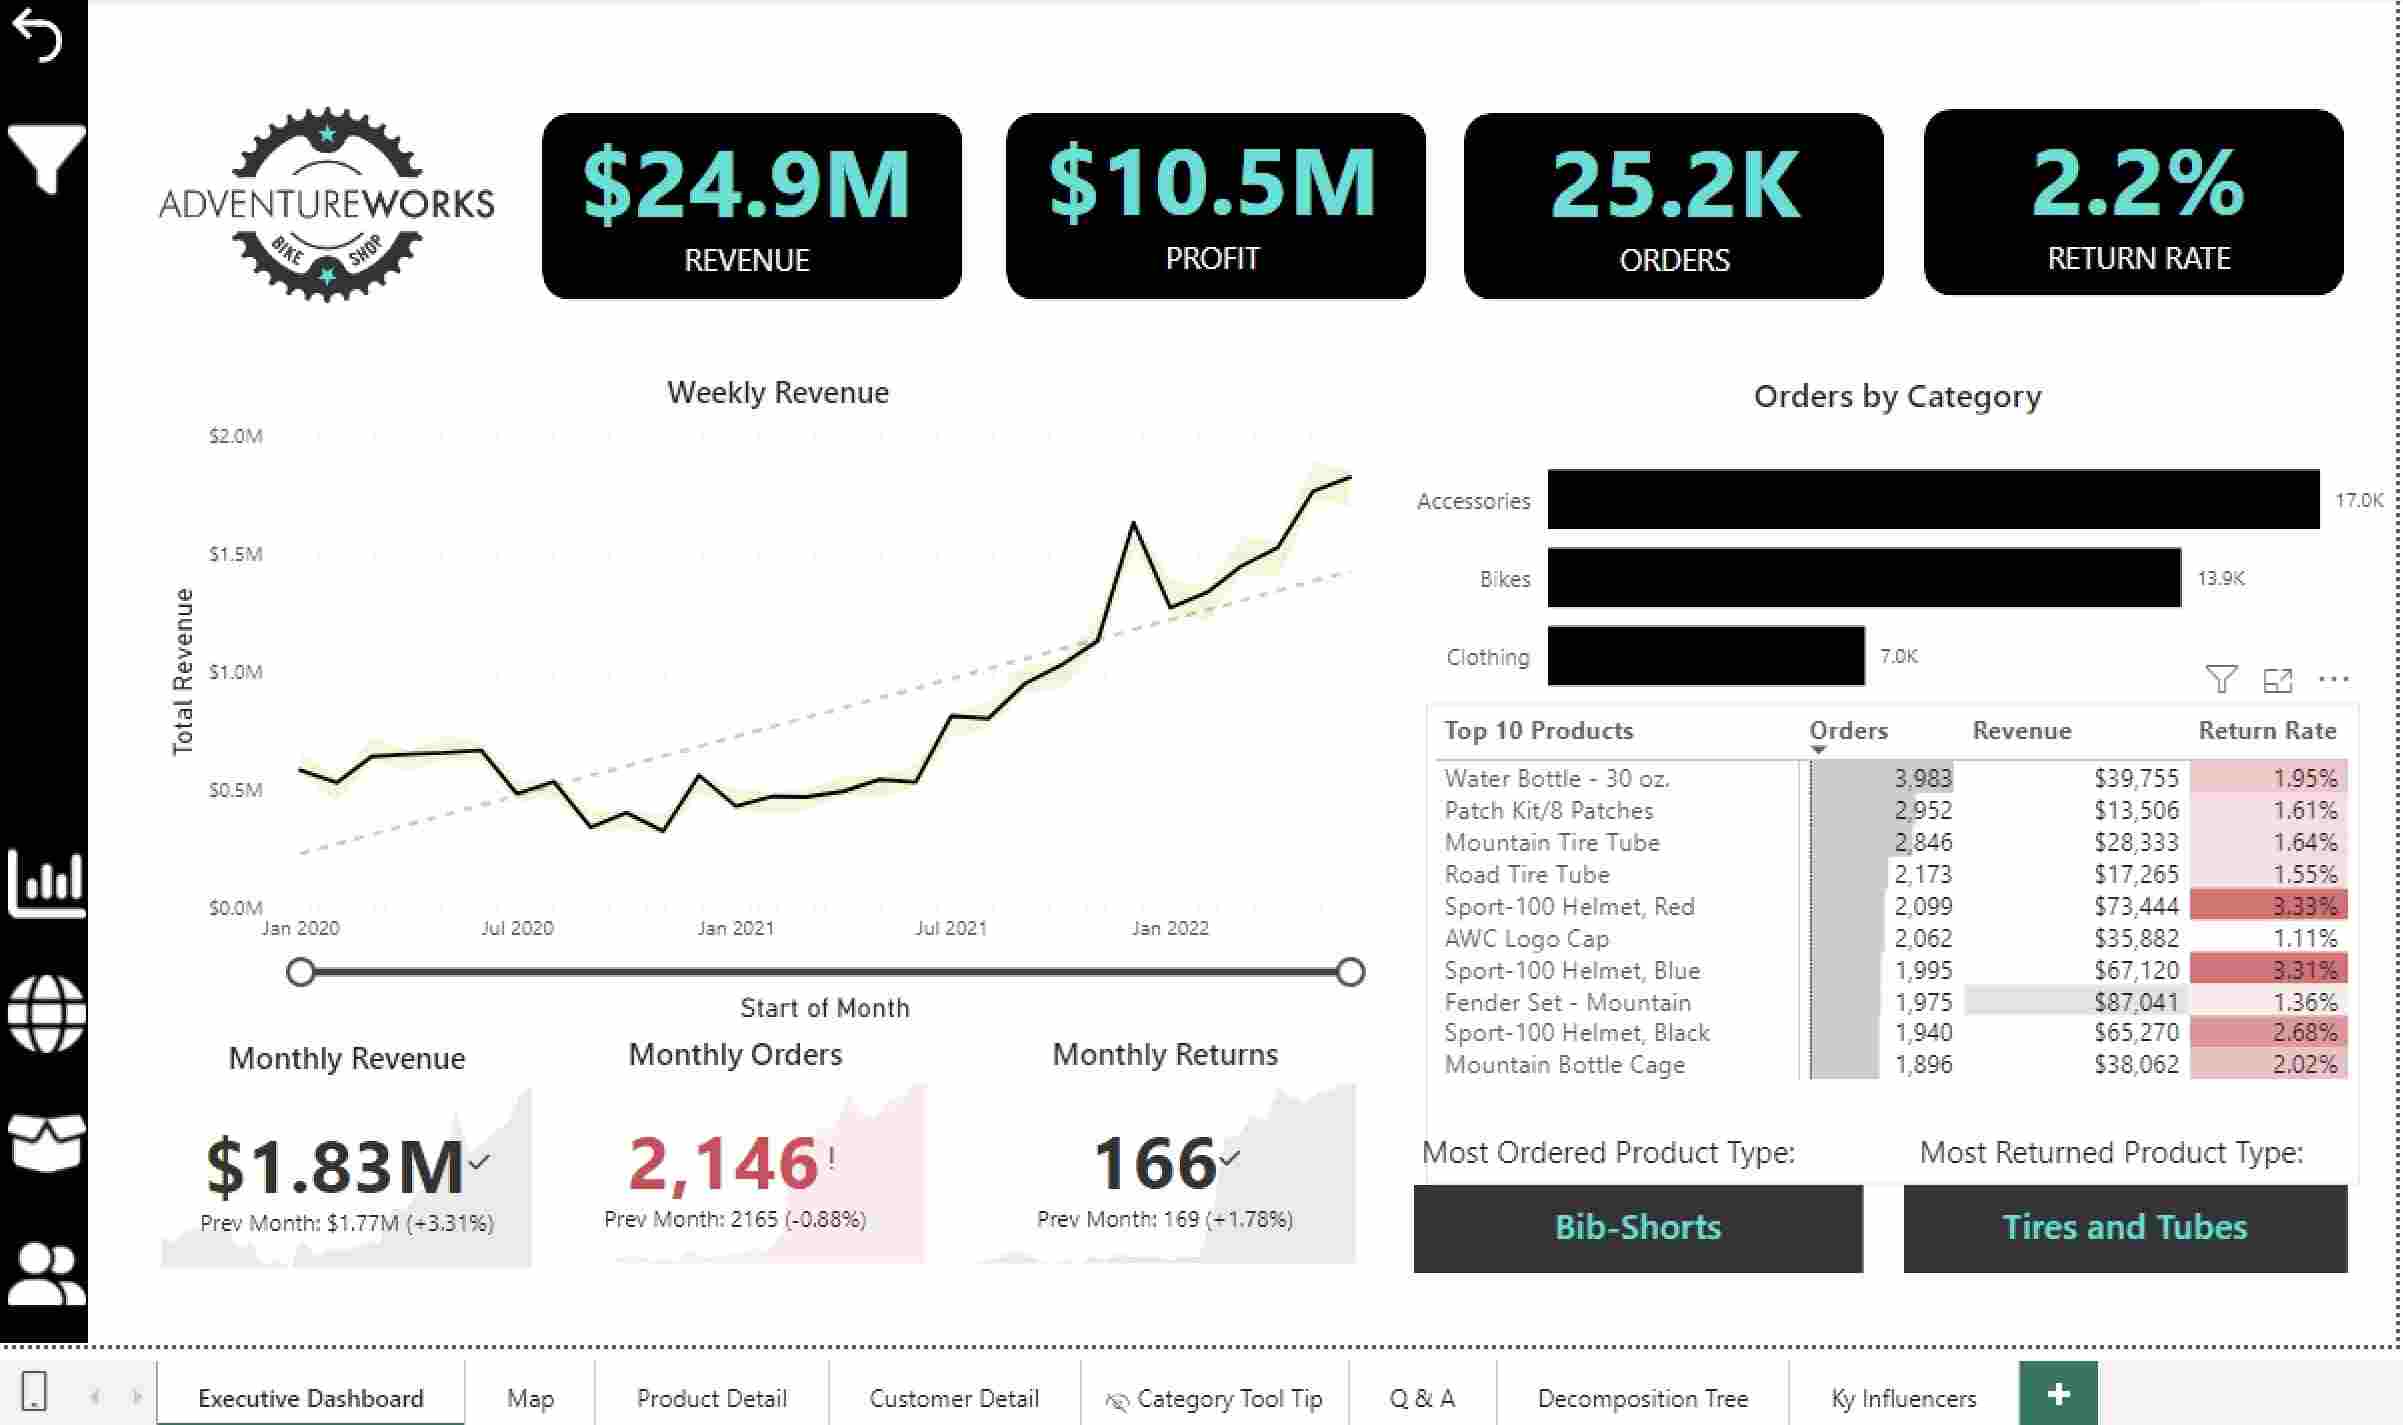 ADVENTUREWORKS
BIKE SHOP
$24.9M
REVENUE
$10.5M
PROFIT
25.2K
ORDERS
2.2%
RETURN RATE
Weekly Revenue
Total Revenue
$2.0M
$1.5M
$1.0M
$0.5M
$0.0M
Jan 2020 Jul 2020 Jan 2021 Jul 2021 Jan 2022
Start of Month
Orders by Category
Accessories 17.0K
Bikes 13.9K
Clothing 7.0K
Top 10 Products Orders Revenue Return Rate
Water Bottle - 30 oz. 3,983 $39,755 1.95%
Patch Kit/8 Patches 2,952 $13,506 1.61%
Mountain Tire Tube 2,846 $28,333 1.64%
Road Tire Tube 2,173 $17,265 1.55%
Sport-100 Helmet, Red 2,099 $73,444 3.33%
AWC Logo Cap 2,062 $35,882 1.11%
Sport-100 Helmet, Blue 1,995 $67,120 3.31%
Fender Set - Mountain 1,975 $87,041 1.36%
Sport-100 Helmet, Black 1,940 $65,270 2.68%
Mountain Bottle Cage 1,896 $38,062 2.02%
Monthly Revenue
$1.83M
Prev Month: $1.77M (+3.31%)
Monthly Orders
2,146 !
Prev Month: 2165 (-0.88%)
Monthly Returns
166
Prev Month: 169 (+1.78%)
Most Ordered Product Type:
Bib-Shorts
Most Returned Product Type:
Tires and Tubes
Executive Dashboard Map Product Detail Customer Detail Category Tool Tip Q & A Decomposition Tree Ky Influencers +